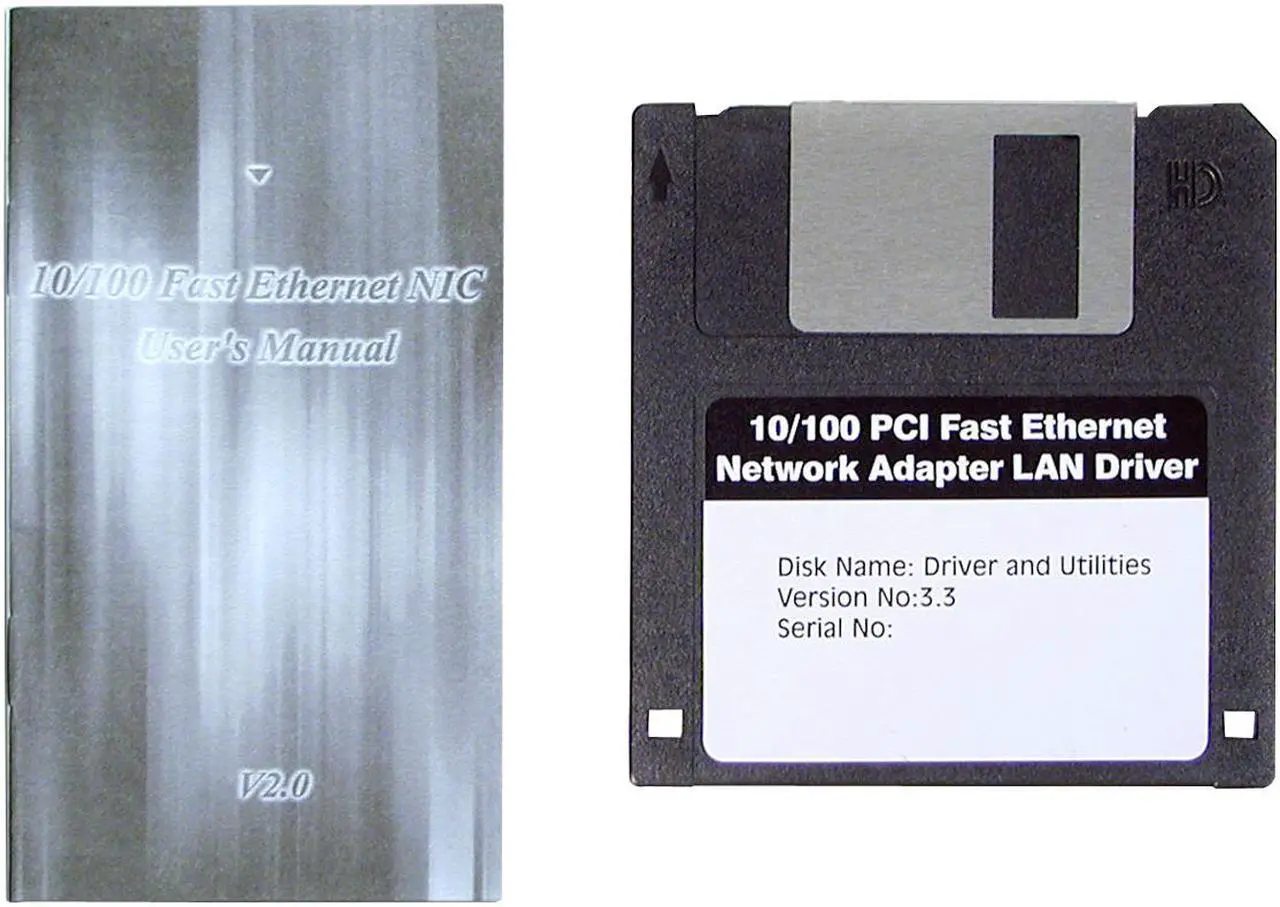 10/100 Fast Ethernet NIC
User's Manual
V2.0
HD
10/100 PCI Fast Ethernet
Network Adapter LAN Driver
Disk Name: Driver and Utilities
Version No:3.3
Serial No: